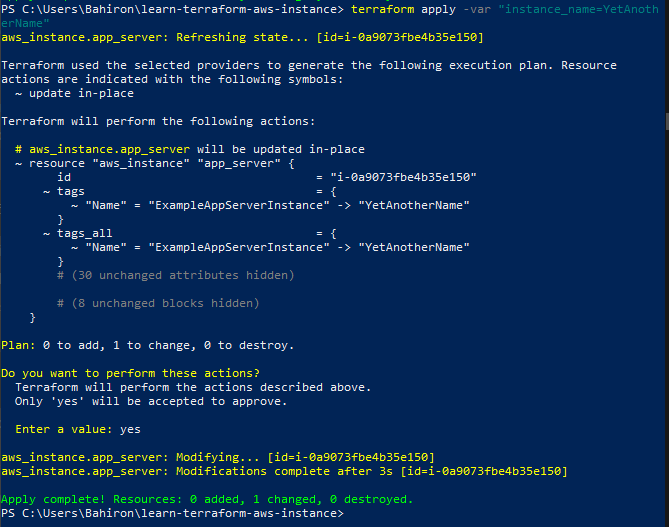 PS C:\Users\Bahiron\learn-terraform-aws-instance> terraform apply -var "instance_name=YetAnoth
erName"
aws_instance.app_server: Refreshing state... [id=i-0a9073fbe4b35e150]
Terraform used the selected providers to generate the following execution plan. Resource
actions are indicated with the following symbols:
  ~ update in-place
Terraform will perform the following actions:
  # aws_instance.app_server will be updated in-place
  ~ resource "aws_instance" "app_server" {
        id                                   = "i-0a9073fbe4b35e150"
      ~ tags                                 = {
          ~ "Name" = "ExampleAppServerInstance" -> "YetAnotherName"
        }
      ~ tags_all                             = {
          ~ "Name" = "ExampleAppServerInstance" -> "YetAnotherName"
        }
        # (30 unchanged attributes hidden)
        # (8 unchanged blocks hidden)
    }
Plan: 0 to add, 1 to change, 0 to destroy.
Do you want to perform these actions?
  Terraform will perform the actions described above.
  Only 'yes' will be accepted to approve.
  Enter a value: yes
aws_instance.app_server: Modifying... [id=i-0a9073fbe4b35e150]
aws_instance.app_server: Modifications complete after 3s [id=i-0a9073fbe4b35e150]
Apply complete! Resources: 0 added, 1 changed, 0 destroyed.
PS C:\Users\Bahiron\learn-terraform-aws-instance>